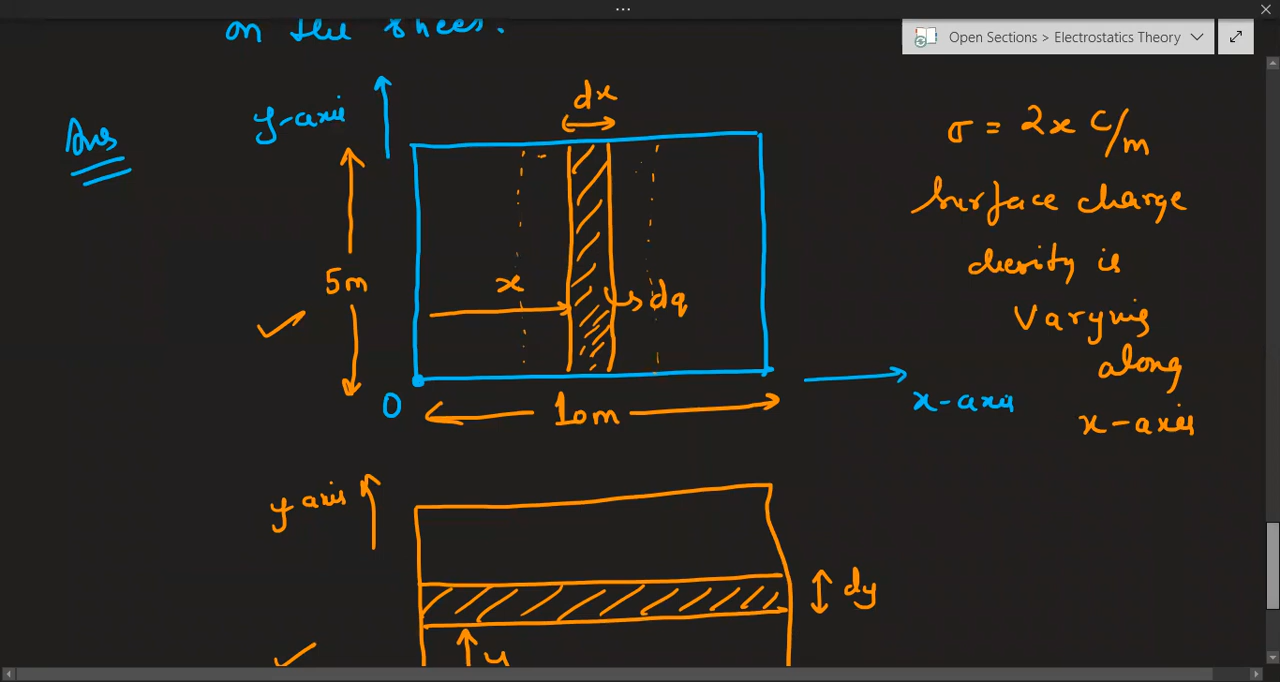 on the sheet.
Open Sections > Electrostatics Theory
Ans
y-axis
dx
σ = 2x C/m
Surface charge
density is
varying
along
x-axis
5m
x
dq
0
10m
x-axis
y axis
dy
y